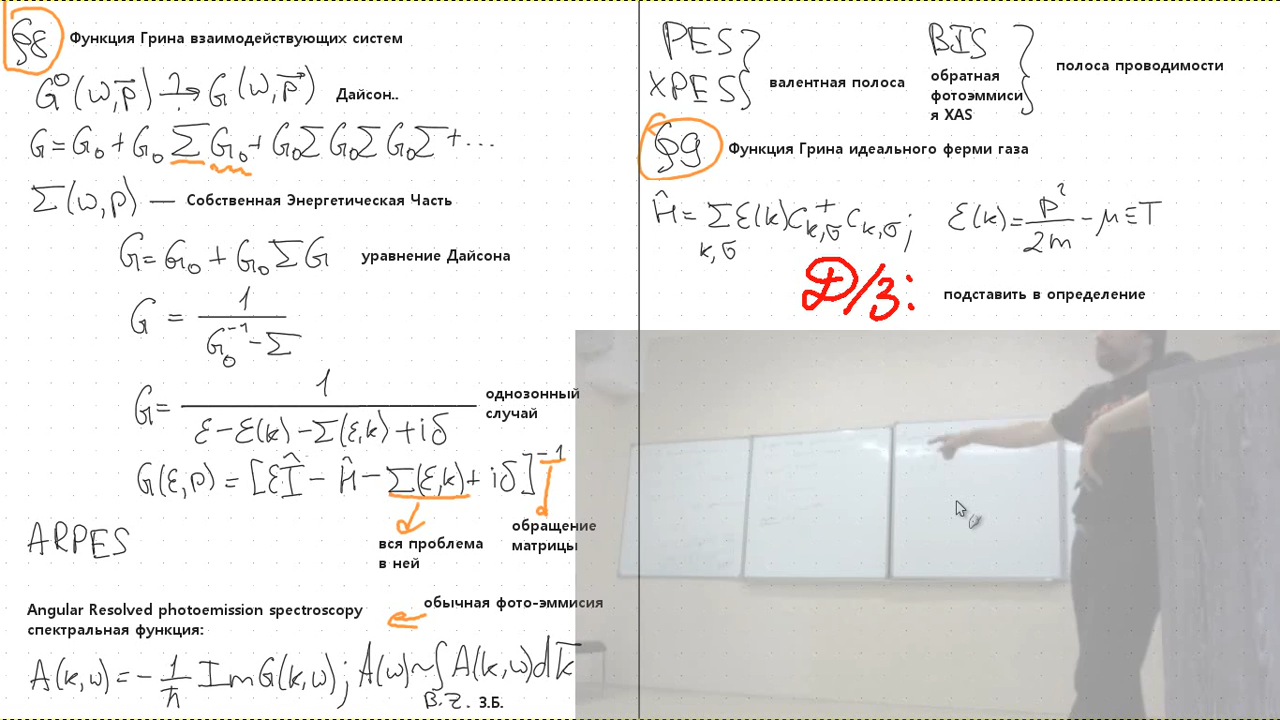 §8 Функция Грина взаимодействующих систем
G⁰(ω,p⃗) →? G(ω,p⃗) Дайсон..
G=G₀+G₀ΣG₀+G₀ΣG₀ΣG₀Σ+...
Σ(ω,p) — Собственная Энергетическая Часть
G=G₀+G₀ΣG уравнение Дайсона
G = 1/(G₀⁻¹-Σ)
G= 1/(ε-ε(k)-Σ(ε,k)+iδ) однозонный случай
G(ε,p) = [εÎ - Ĥ - Σ(ε,k)+iδ]⁻¹
обращение
матрицы
вся проблема
в ней
ARPES
Angular Resolved photoemission spectroscopy
обычная фото-эммисия
спектральная функция:
A(k,ω)=-1/ħ ImG(k,ω); A(ω)~∫A(k,ω)dk̄
B.Z. З.Б.
PES
XPES
валентная полоса
BIS
обратная
фотоэммиси
я XAS
полоса проводимости
§9 Функция Грина идеального ферми газа
Ĥ= Σ ε(k)C⁺k,σ Ck,σ; ε(k)=p²/2m - μ ∈ T
k,σ
Д/З: подставить в определение